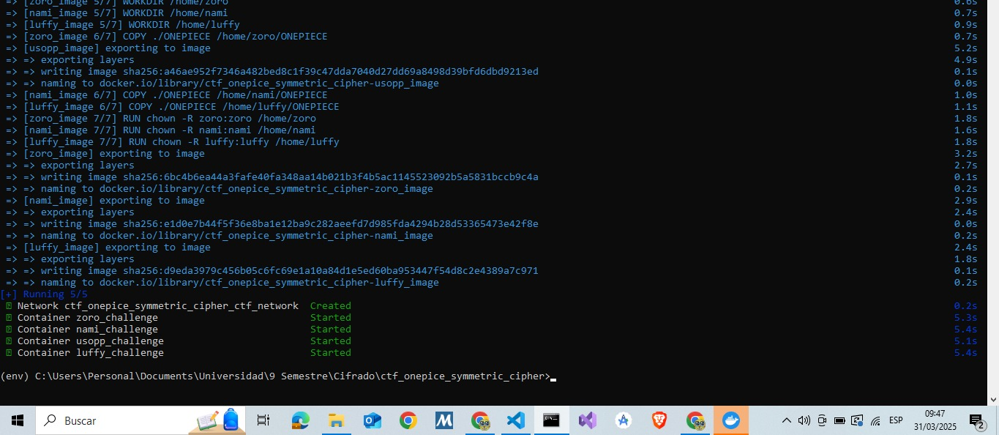 => [zoro_image 5/7] WORKDIR /home/zoro 0.6s
=> [nami_image 5/7] WORKDIR /home/nami 0.7s
=> [luffy_image 5/7] WORKDIR /home/luffy 0.9s
=> [zoro_image 6/7] COPY ./ONEPIECE /home/zoro/ONEPIECE 0.7s
=> [usopp_image] exporting to image 5.2s
=> => exporting layers 4.9s
=> => writing image sha256:a46ae952f7346a482bed8c1f39c47dda7040d27dd69a8498d39bfd6dbd9213ed 0.1s
=> => naming to docker.io/library/ctf_onepice_symmetric_cipher-usopp_image 0.0s
=> [nami_image 6/7] COPY ./ONEPIECE /home/nami/ONEPIECE 1.0s
=> [luffy_image 6/7] COPY ./ONEPIECE /home/luffy/ONEPIECE 1.1s
=> [zoro_image 7/7] RUN chown -R zoro:zoro /home/zoro 1.8s
=> [nami_image 7/7] RUN chown -R nami:nami /home/nami 1.6s
=> [luffy_image 7/7] RUN chown -R luffy:luffy /home/luffy 1.8s
=> [zoro_image] exporting to image 3.2s
=> => exporting layers 2.7s
=> => writing image sha256:6bc4b6ea44a3fafe40fa348aa14b021b3f4b5ac1145523092b5a5831bccb9c4a 0.1s
=> => naming to docker.io/library/ctf_onepice_symmetric_cipher-zoro_image 0.2s
=> [nami_image] exporting to image 2.9s
=> => exporting layers 2.4s
=> => writing image sha256:e1d0e7b44f5f36e8ba1e12ba9c282aeefd7d985fda4294b28d53365473e42f8e 0.0s
=> => naming to docker.io/library/ctf_onepice_symmetric_cipher-nami_image 0.2s
=> [luffy_image] exporting to image 2.4s
=> => exporting layers 1.8s
=> => writing image sha256:d9eda3979c456b05c6fc69e1a10a84d1e5ed60ba953447f54d8c2e4389a7c971 0.1s
=> => naming to docker.io/library/ctf_onepice_symmetric_cipher-luffy_image 0.2s
[+] Running 5/5
Network ctf_onepice_symmetric_cipher_ctf_network Created 0.2s
Container zoro_challenge Started 5.3s
Container nami_challenge Started 5.4s
Container usopp_challenge Started 5.1s
Container luffy_challenge Started 5.4s
(env) C:\Users\Personal\Documents\Universidad\9 Semestre\Cifrado\ctf_onepice_symmetric_cipher>
Buscar
ESP
09:47
31/03/2025
2